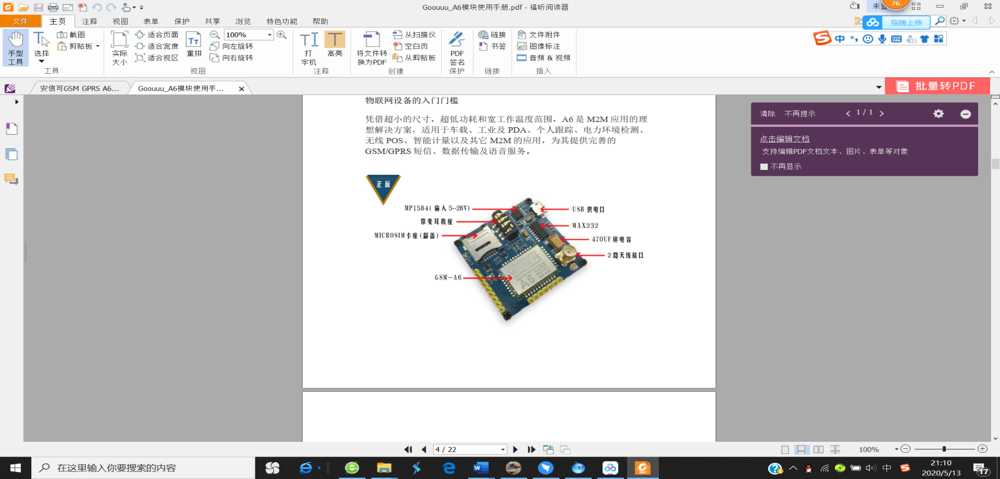 Goouuu_A6模块使用手册.pdf - 福昕阅读器
76
文件 主页 注释 视图 表单 保护 共享 浏览 特色功能 帮助
拖拽上传
手型工具
选择
截图
剪贴板
工具
实际大小
适合页面
适合宽度
适合视区
重排
100%
向左旋转
向右旋转
视图
打字机
高亮
注释
将文件转换为PDF
从扫描仪
空白页
从剪贴板
创建
PDF签名
保护
链接
书签
链接
文件附件
图像标注
音频 & 视频
插入
中
安信可GSM GPRS A6...
Goouuu_A6模块使用手...
批量转PDF
物联网设备的入门门槛
凭借超小的尺寸，超低功耗和宽工作温度范围，A6 是 M2M 应用的理
想解决方案，适用于车载、工业及 PDA、个人跟踪、电力环境检测、
无线 POS、智能计量以及其它 M2M 的应用，为其提供完善的
GSM/GPRS 短信、数据传输及语音服务。
清除 不再提示 1 / 1
点击编辑文档
支持编辑PDF文档文本、图片、表单等对象
不再显示
正面
MP1584(输入5-28V)
带麦耳机座
MICROSIM卡座(翻盖)
GSM-A6
USB 供电口
MAX232
470UF 钽电容
2路天线接口
A6
4 / 22
100%
在这里输入你要搜索的内容
中
21:10
2020/5/13
17